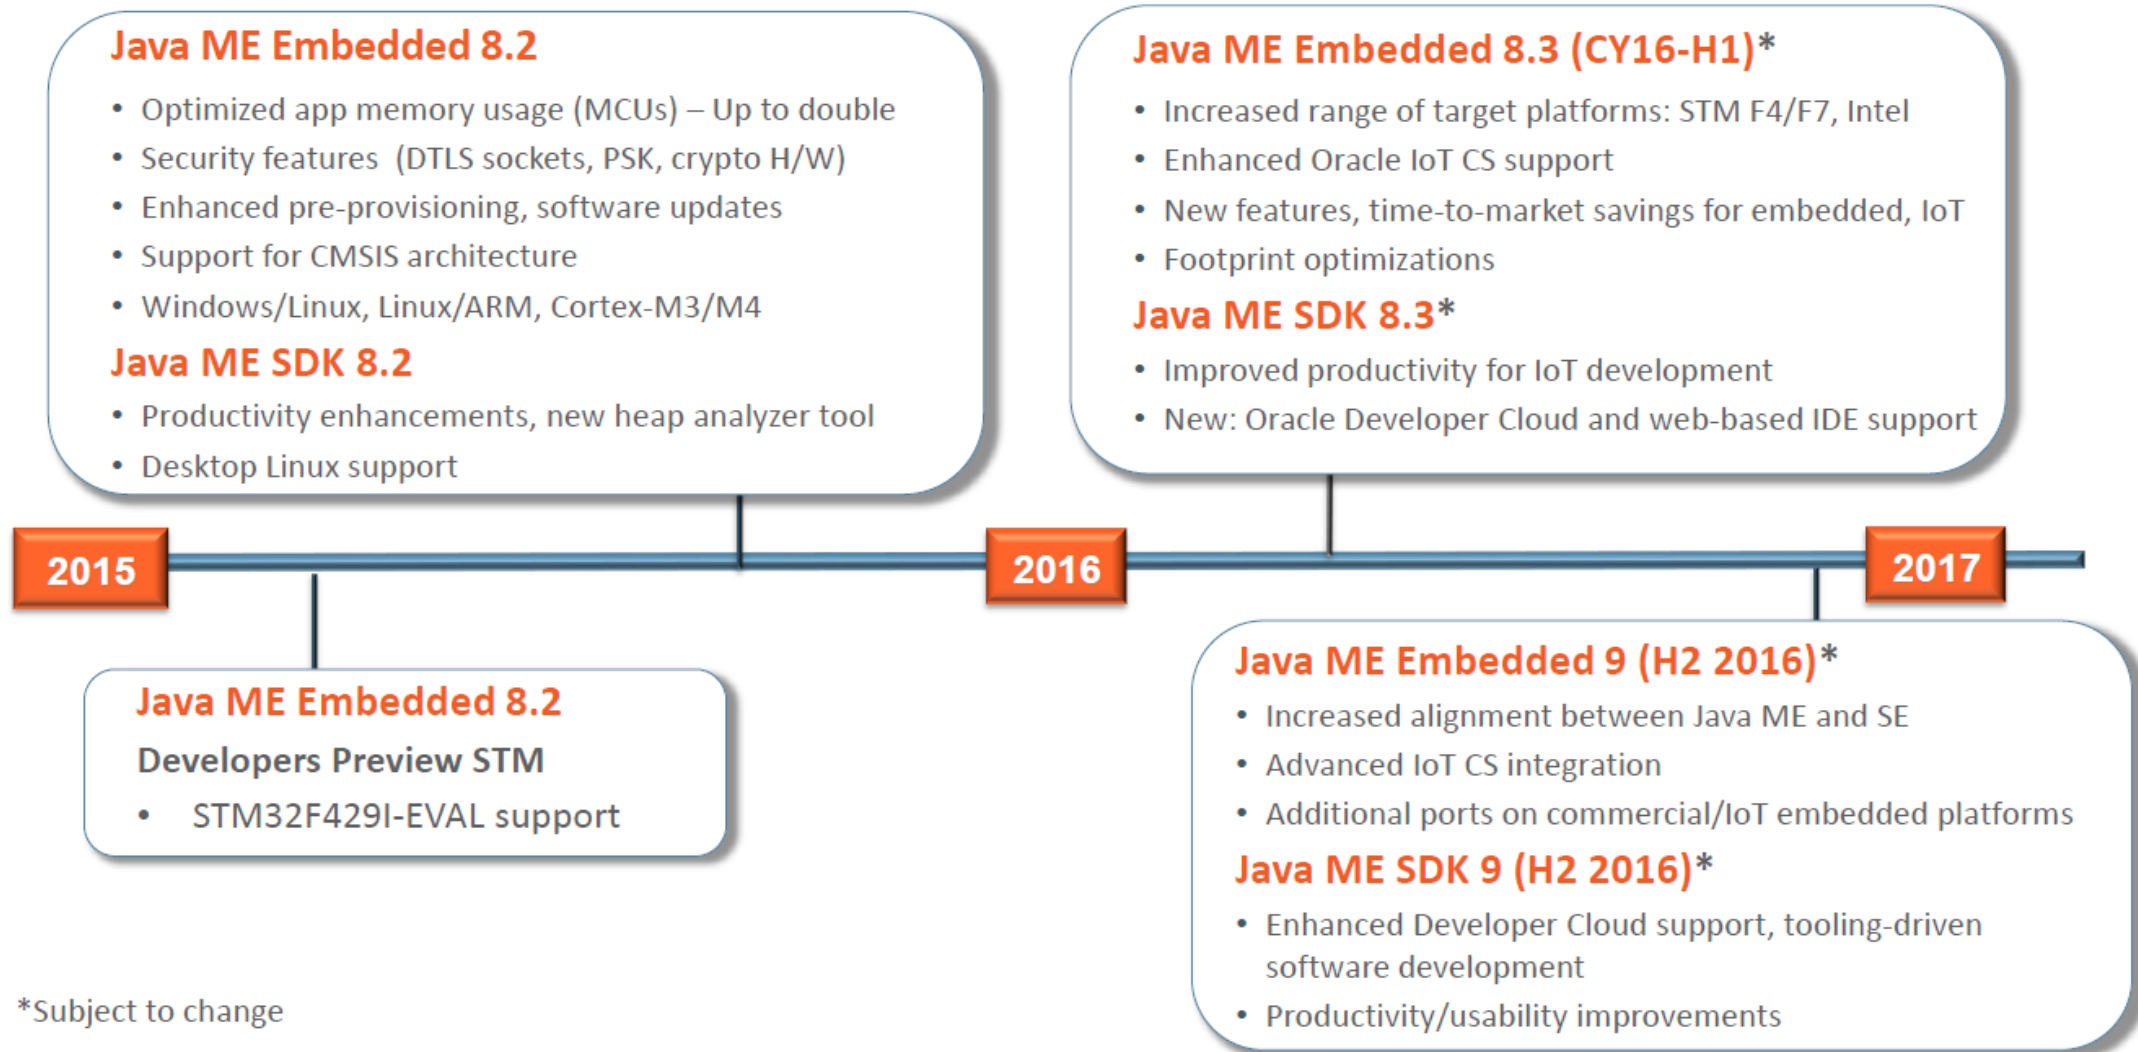 Java ME Embedded 8.2
• Optimized app memory usage (MCUs) – Up to double
• Security features (DTLS sockets, PSK, crypto H/W)
• Enhanced pre-provisioning, software updates
• Support for CMSIS architecture
• Windows/Linux, Linux/ARM, Cortex-M3/M4
Java ME SDK 8.2
• Productivity enhancements, new heap analyzer tool
• Desktop Linux support
Java ME Embedded 8.3 (CY16-H1)*
• Increased range of target platforms: STM F4/F7, Intel
• Enhanced Oracle IoT CS support
• New features, time-to-market savings for embedded, IoT
• Footprint optimizations
Java ME SDK 8.3*
• Improved productivity for IoT development
• New: Oracle Developer Cloud and web-based IDE support
2015
2016
2017
Java ME Embedded 8.2
Developers Preview STM
• STM32F429I-EVAL support
Java ME Embedded 9 (H2 2016)*
• Increased alignment between Java ME and SE
• Advanced IoT CS integration
• Additional ports on commercial/IoT embedded platforms
Java ME SDK 9 (H2 2016)*
• Enhanced Developer Cloud support, tooling-driven
software development
• Productivity/usability improvements
*Subject to change